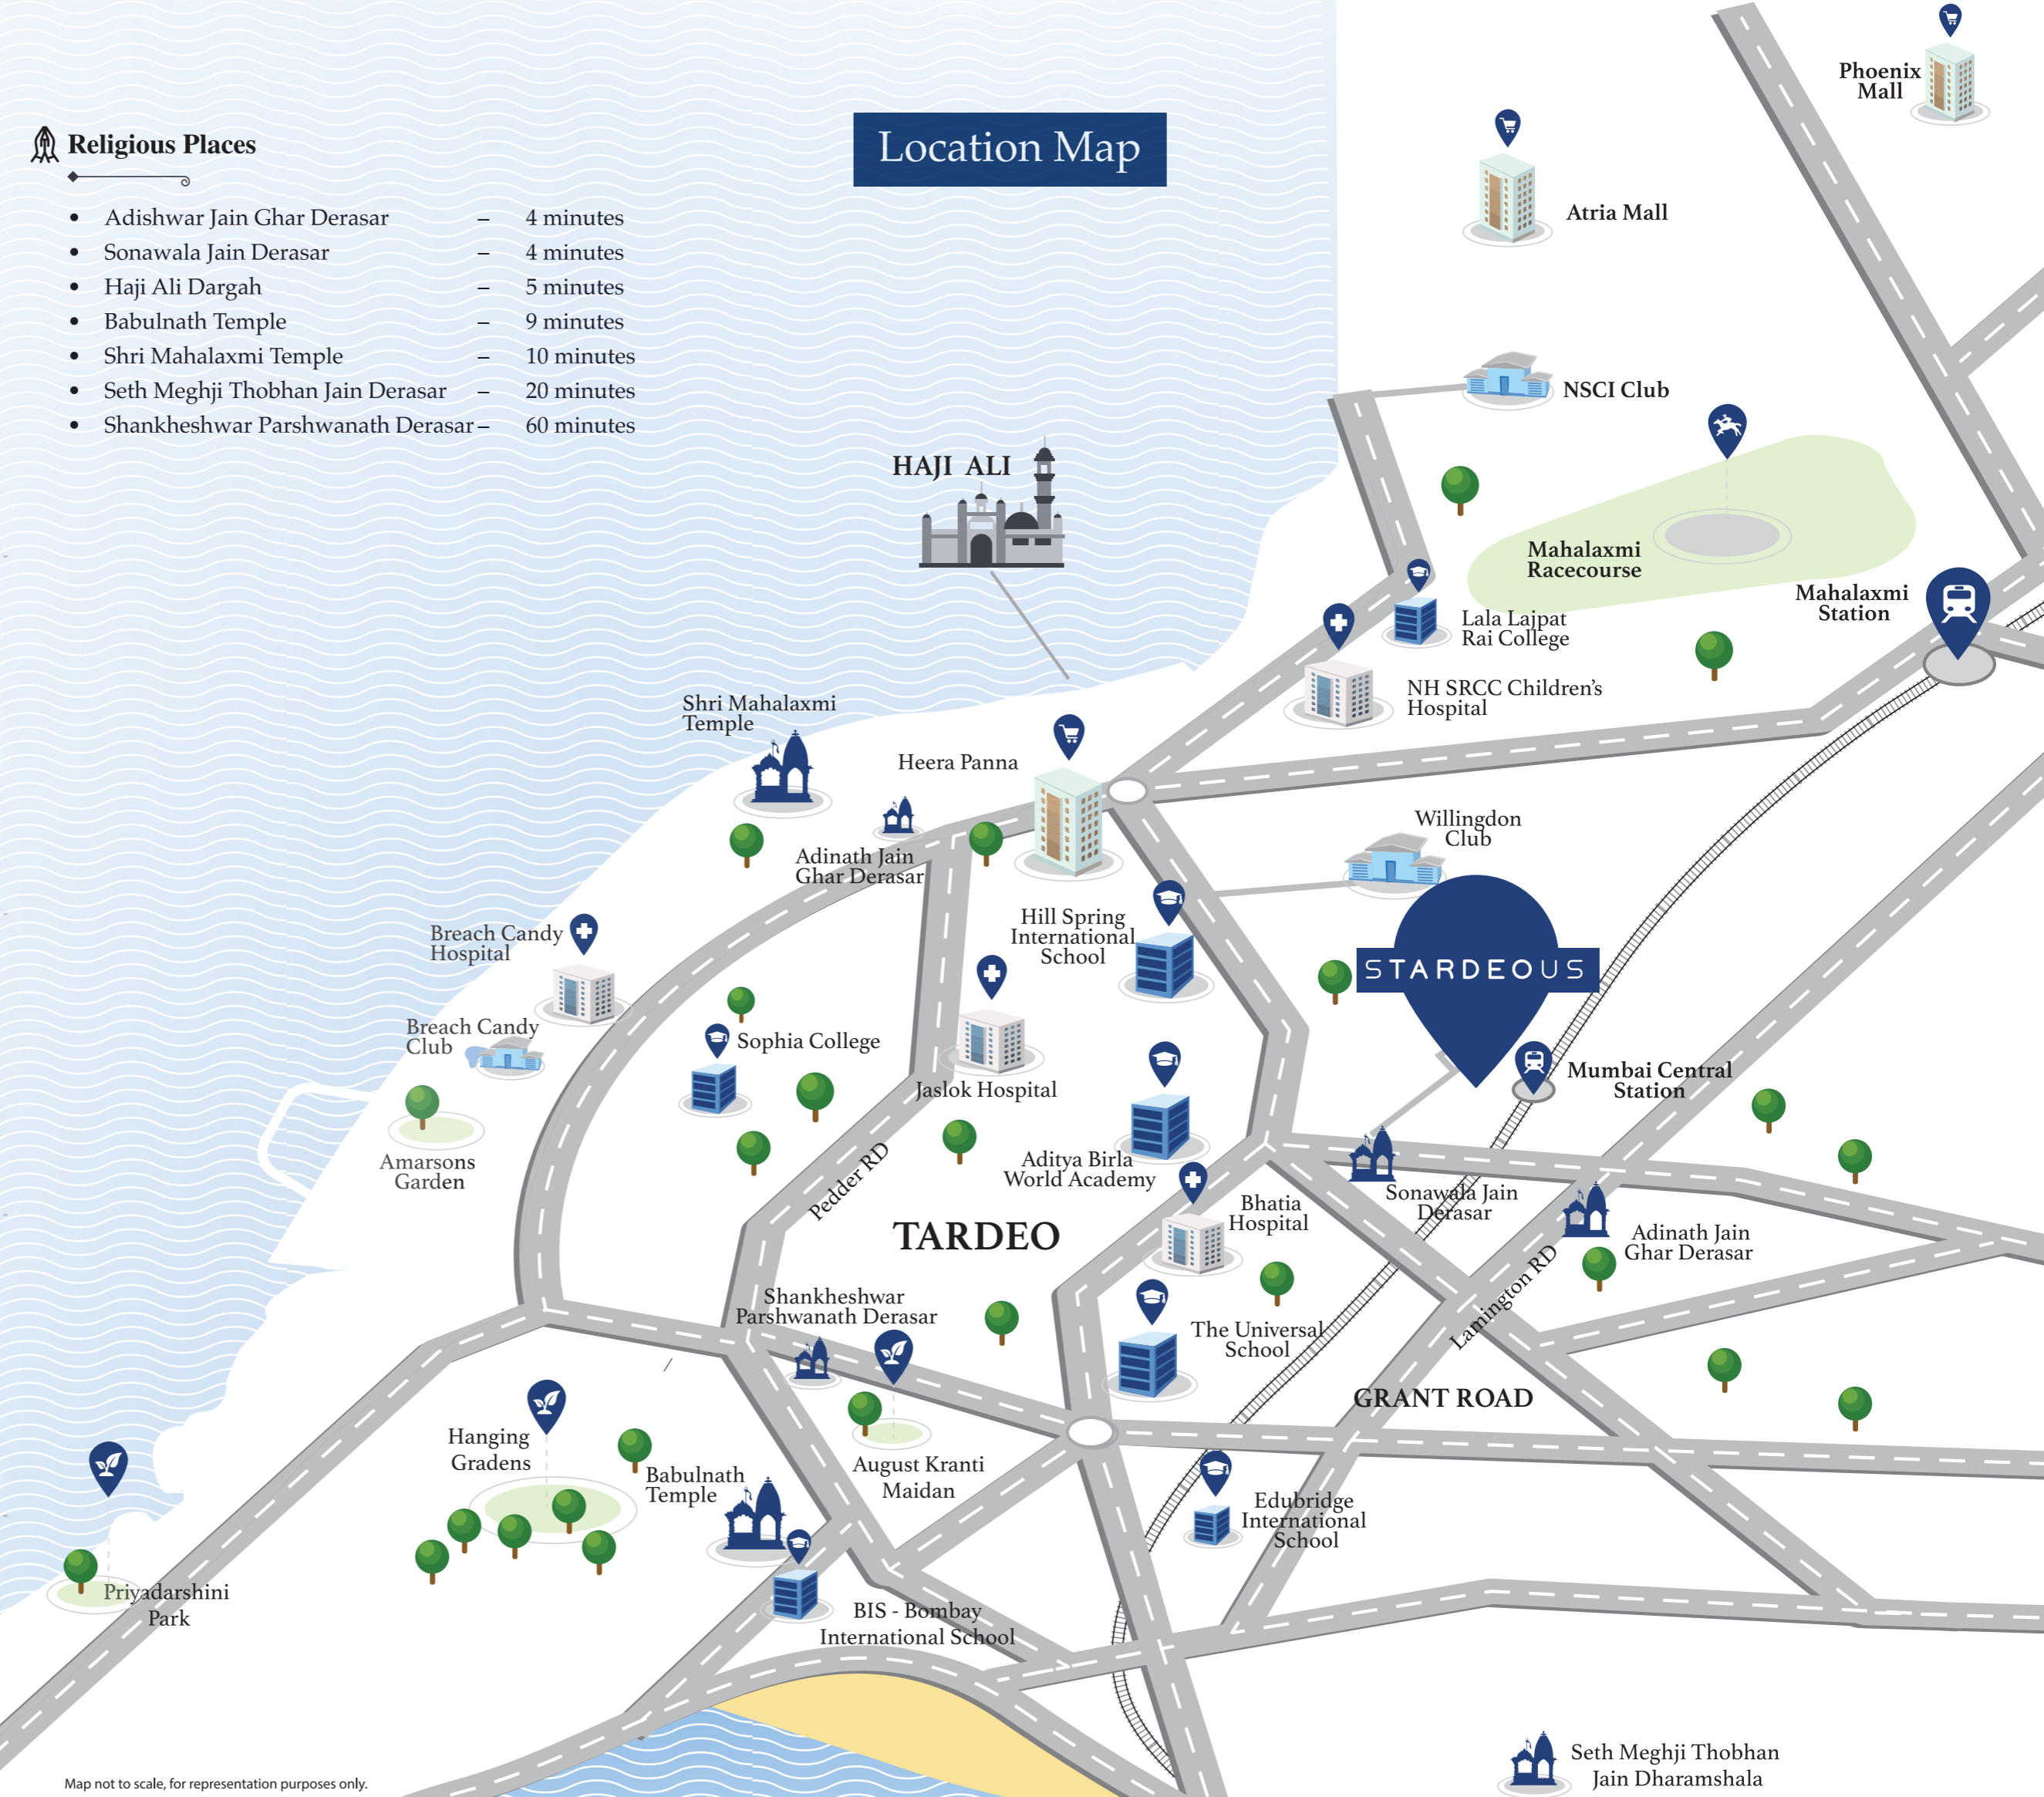 Location Map
Religious Places
• Adishwar Jain Ghar Derasar – 4 minutes
• Sonawala Jain Derasar – 4 minutes
• Haji Ali Dargah – 5 minutes
• Babulnath Temple – 9 minutes
• Shri Mahalaxmi Temple – 10 minutes
• Seth Meghji Thobhan Jain Derasar – 20 minutes
• Shankheshwar Parshwanath Derasar – 60 minutes
Phoenix
Mall
Atria Mall
NSCI Club
HAJI ALI
Mahalaxmi
Racecourse
Mahalaxmi
Station
Lala Lajpat
Rai College
NH SRCC Children's
Hospital
Shri Mahalaxmi
Temple
Heera Panna
Willingdon
Club
Adinath Jain
Ghar Derasar
Hill Spring
International
School
Breach Candy
Hospital
STARDEOUS
Breach Candy
Club
Sophia College
Jaslok Hospital
Mumbai Central
Station
Amarsons
Garden
Pedder RD
Aditya Birla
World Academy
TARDEO
Bhatia
Hospital
Sonawala Jain
Derasar
Adinath Jain
Ghar Derasar
Lamington RD
Shankheshwar
Parshwanath Derasar
The Universal
School
GRANT ROAD
Hanging
Gradens
Babulnath
Temple
August Kranti
Maidan
Edubridge
International
School
Priyadarshini
Park
BIS - Bombay
International School
Seth Meghji Thobhan
Jain Dharamshala
Map not to scale, for representation purposes only.